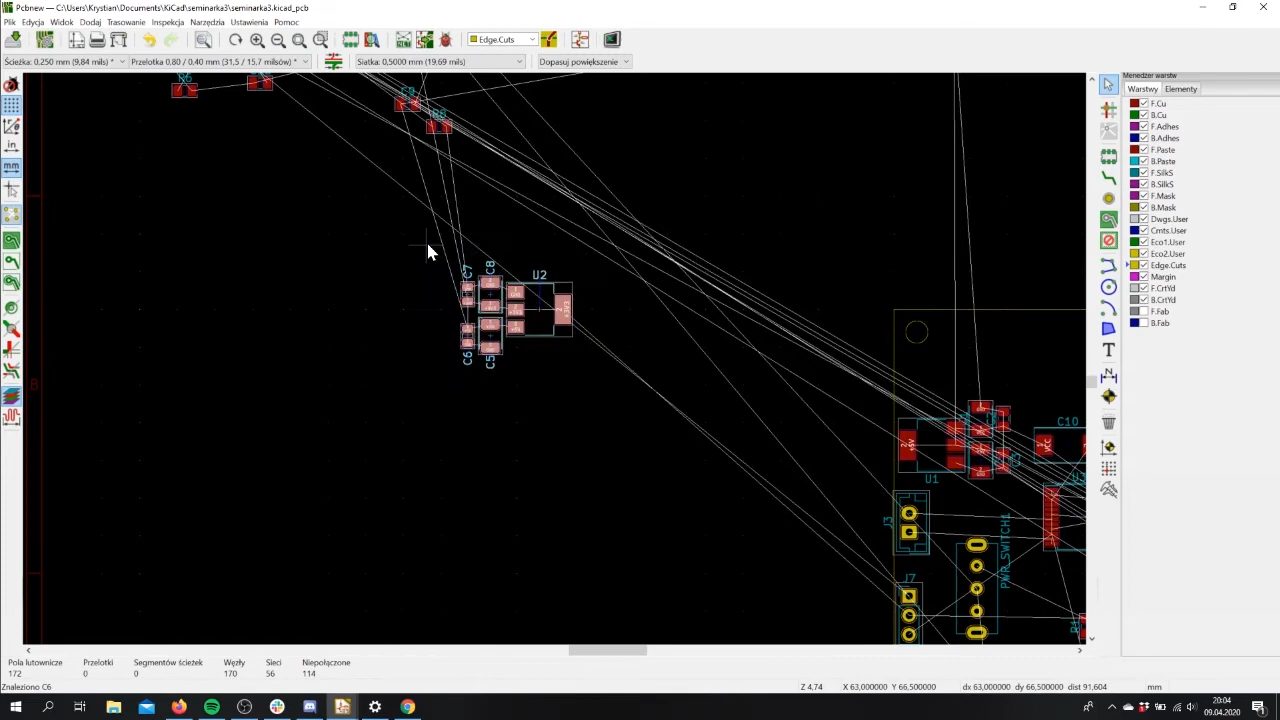 Pcbnew — C:\Users\Krystian\Documents\KiCad\seminarka3\seminarka3.kicad_pcb
Plik Edycja Widok Dodaj Trasowanie Inspekcja Narzędzia Ustawienia Pomoc
Edge.Cuts
Ścieżka: 0.250 mm (9,84 mils) * Przelotka 0.80 / 0.40 mm (31,5 / 15,7 milsów) * Siatka: 0,5000 mm (19,69 mils) Dopasuj powiększenie
Menedżer warstw
Warstwy Elementy
F.Cu
B.Cu
F.Adhes
B.Adhes
F.Paste
B.Paste
F.SilkS
B.SilkS
F.Mask
B.Mask
Dwgs.User
Cmts.User
Eco1.User
Eco2.User
Edge.Cuts
Margin
F.CrtYd
B.CrtYd
F.Fab
B.Fab
in
mm
C7
C8
U2
C6
C5
B
C10
VCC
+5V
U1
J3
PWR_SWITCH1
J7
R1
Pola lutownicze Przelotki Segmentów ścieżek Węzły Sieci Niepołączone
172 0 0 170 56 114
Znaleziono C6 Z 4,74 X 63,000000 Y 66,500000 dx 63,000000 dy 66,500000 dist 91,604 mm
20:04
09.04.2020